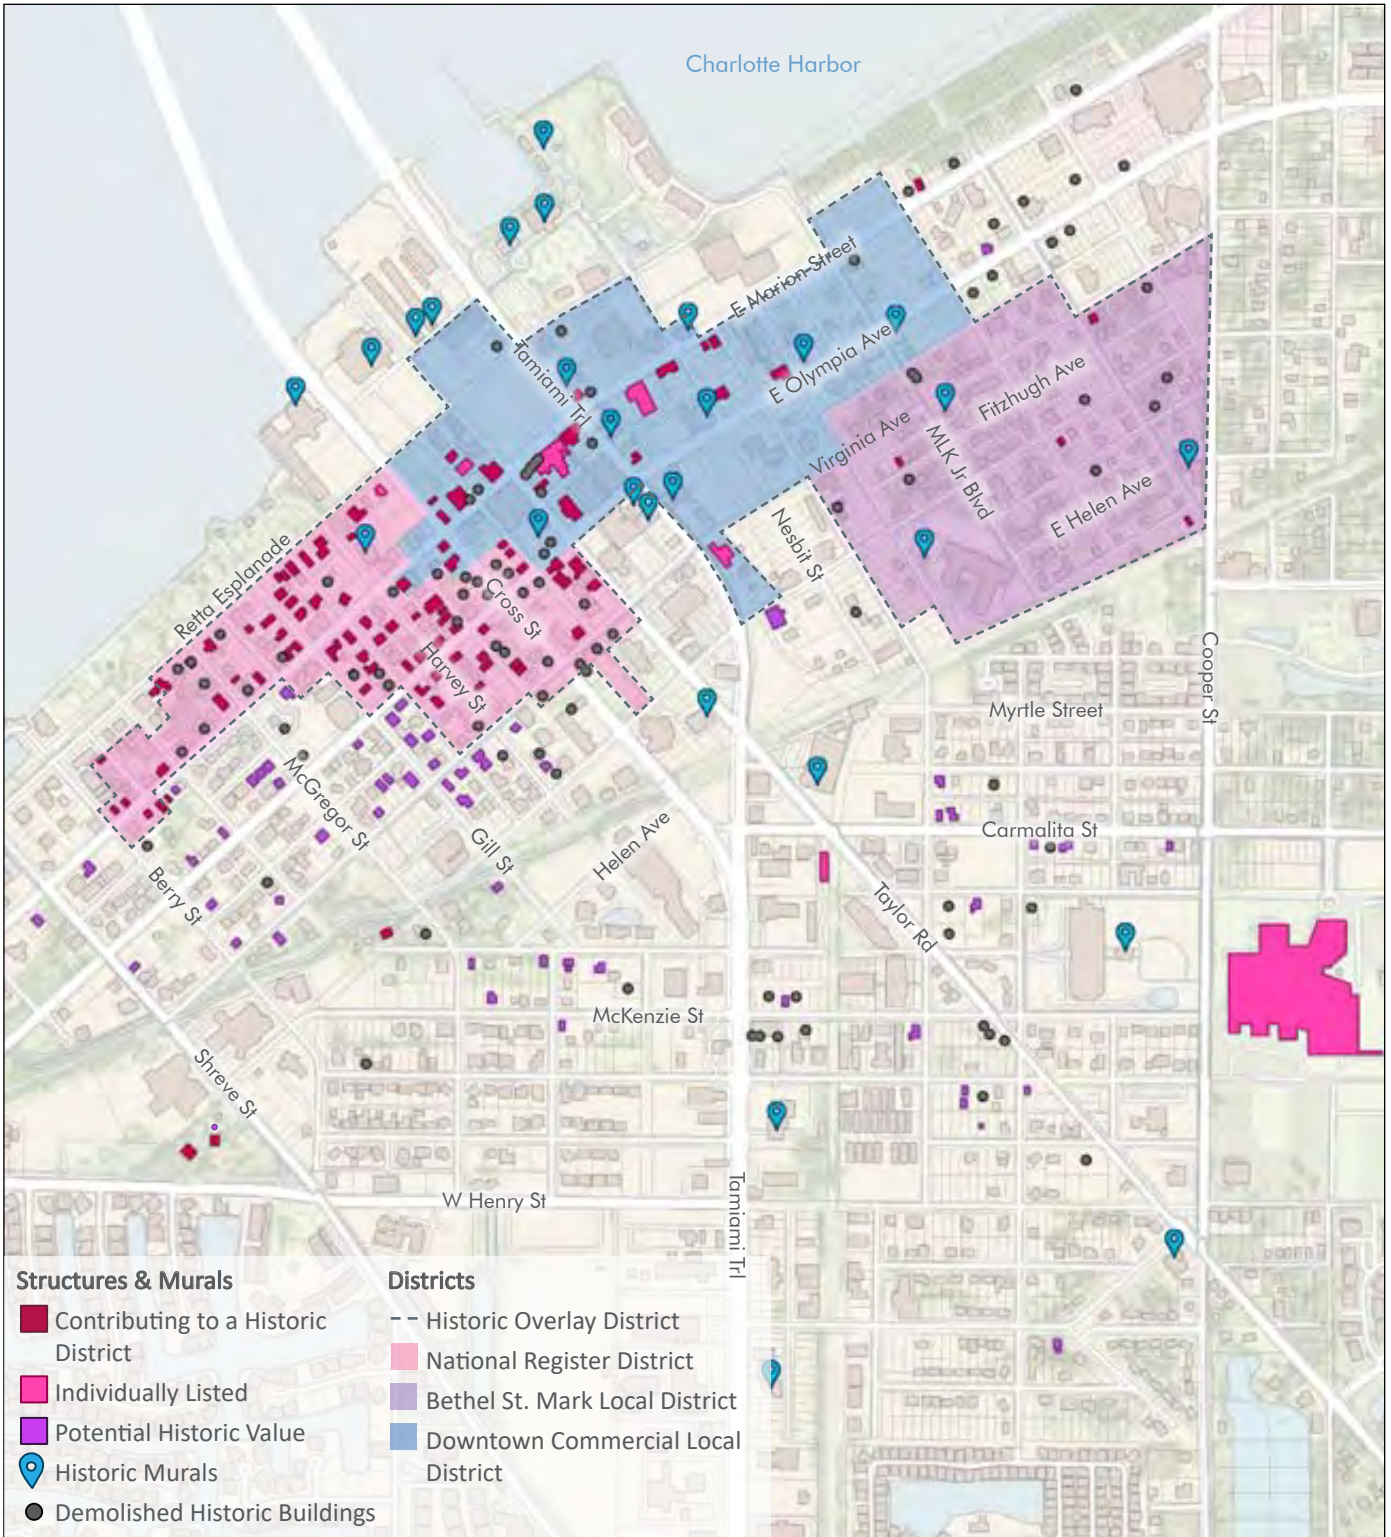 Charlotte Harbor
E Marion Street
Tamiami Trl
E Olympia Ave
Fitzhugh Ave
Virginia Ave
MLK Jr Blvd
E Helen Ave
Nesbit St
Retta Esplanade
Cross St
Harvey St
Cooper St
Myrtle Street
McGregor St
Carmalita St
Gill St
Helen Ave
Berry St
Taylor Rd
McKenzie St
Shreve St
W Henry St
Tamiami Trl
Structures & Murals
Contributing to a Historic
District
Individually Listed
Potential Historic Value
Historic Murals
Demolished Historic Buildings
Districts
Historic Overlay District
National Register District
Bethel St. Mark Local District
Downtown Commercial Local
District